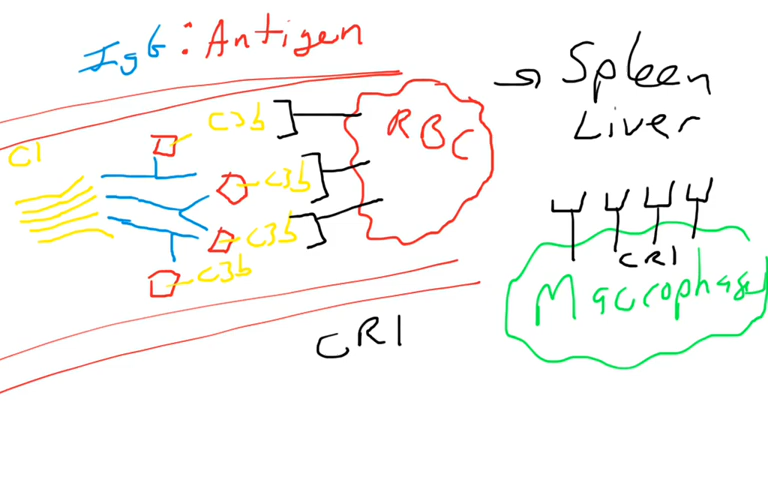 IgG : Antigen
Spleen
Liver
C1
C3b
C3b
C3b
C3b
RBC
CR1
CR1
Macrophage